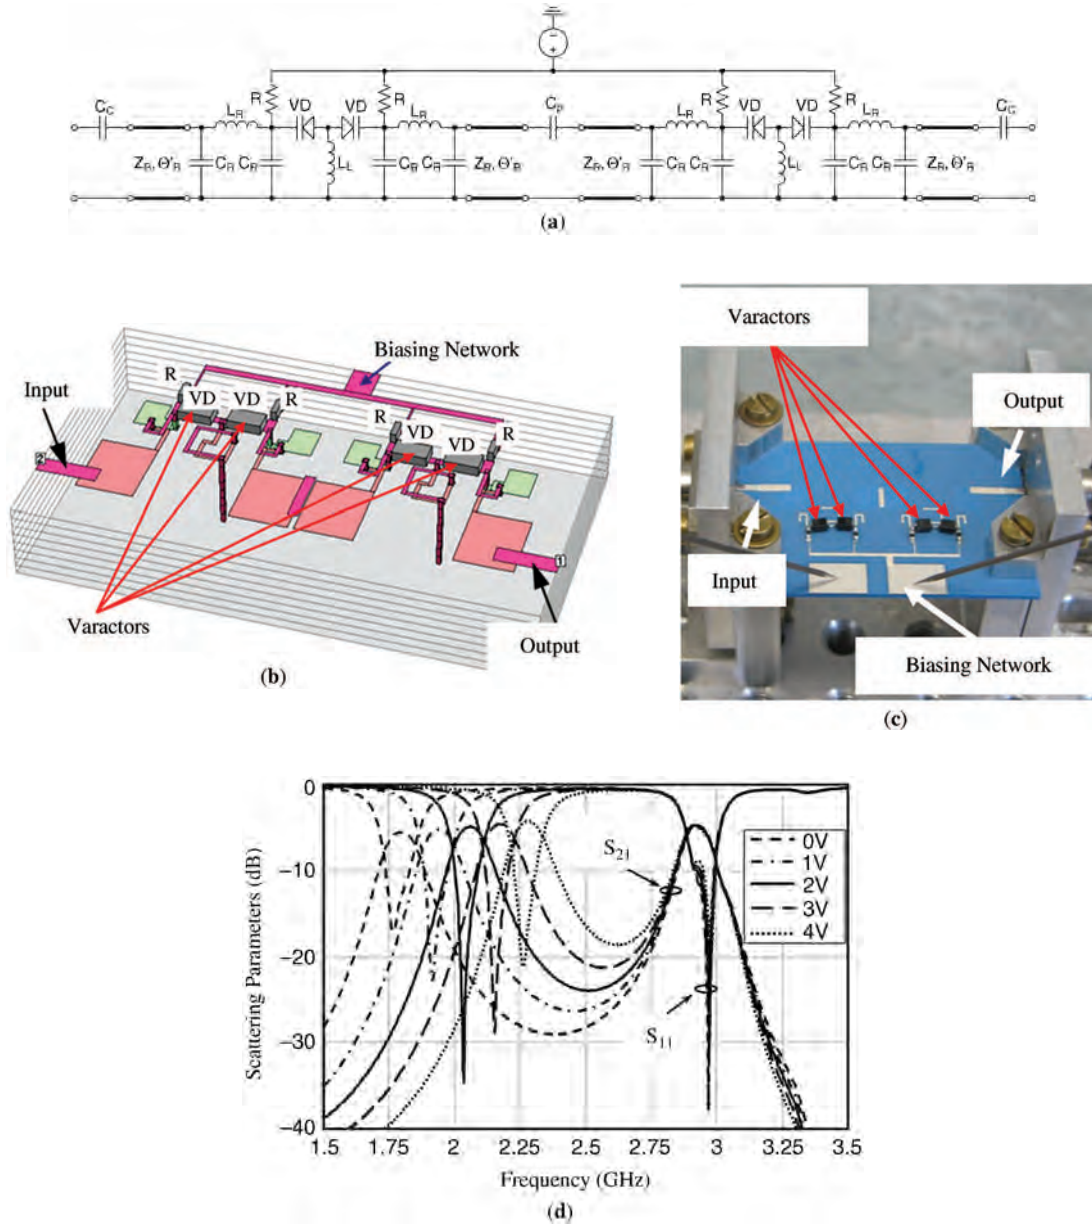 R VD VD R R VD VD R
C_C L_R L_R C_P L_R L_R C_C
Z_R, Θ'_R C_R C_R L_L C_R C_R Z_R, Θ'_R Z_R, Θ'_R C_R C_R L_L C_R C_R Z_R, Θ'_R
− +
(a)
Biasing Network
Input
R VD VD R R VD VD R
2
1
Varactors
Output
(b)
Varactors
Output
Input
Biasing Network
(c)
Scattering Parameters (dB)
0
−10
−20
−30
−40
S21
S11
0V
1V
2V
3V
4V
1.5 1.75 2 2.25 2.5 2.75 3 3.25 3.5
Frequency (GHz)
(d)